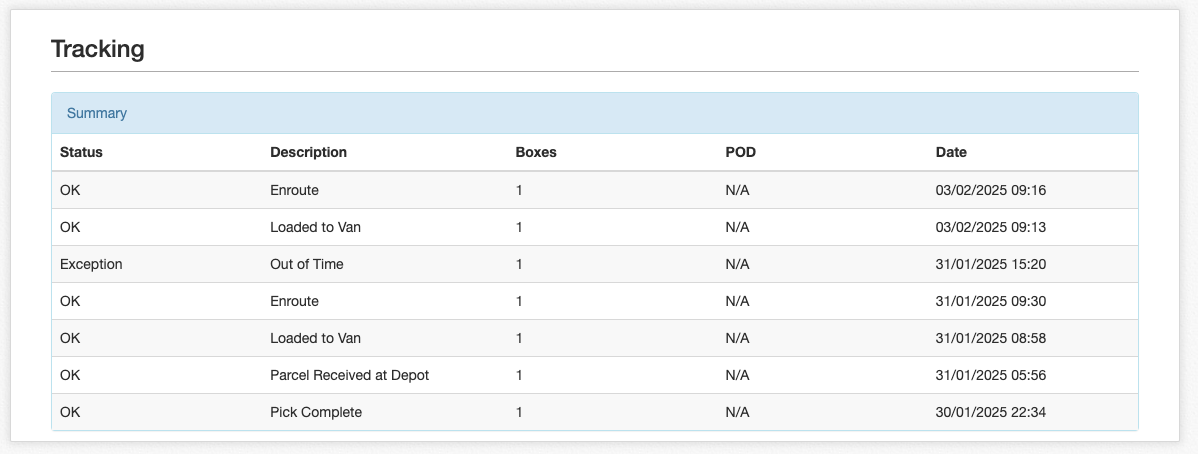 Tracking
Summary
Status Description Boxes POD Date
OK Enroute 1 N/A 03/02/2025 09:16
OK Loaded to Van 1 N/A 03/02/2025 09:13
Exception Out of Time 1 N/A 31/01/2025 15:20
OK Enroute 1 N/A 31/01/2025 09:30
OK Loaded to Van 1 N/A 31/01/2025 08:58
OK Parcel Received at Depot 1 N/A 31/01/2025 05:56
OK Pick Complete 1 N/A 30/01/2025 22:34